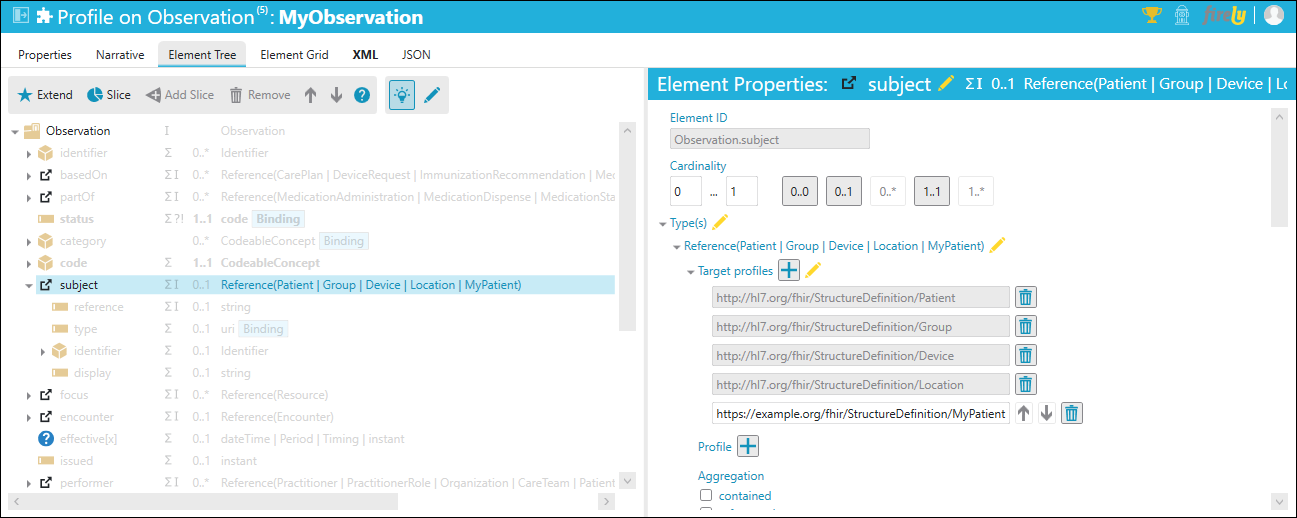 Profile on Observation (5) : MyObservation
firely
Properties Narrative Element Tree Element Grid XML JSON
Extend Slice Add Slice Remove
Observation I Observation
identifier Σ 0..* Identifier
basedOn Σ I 0..* Reference(CarePlan | DeviceRequest | ImmunizationRecommendation | Me
partOf Σ I 0..* Reference(MedicationAdministration | MedicationDispense | MedicationSta
status Σ ?! 1..1 code Binding
category 0..* CodeableConcept Binding
code Σ 1..1 CodeableConcept
subject Σ I 0..1 Reference(Patient | Group | Device | Location | MyPatient)
reference Σ I 0..1 string
type Σ 0..1 uri Binding
identifier Σ 0..1 Identifier
display Σ 0..1 string
focus Σ I 0..* Reference(Resource)
encounter Σ I 0..1 Reference(Encounter)
effective[x] Σ 0..1 dateTime | Period | Timing | instant
issued Σ 0..1 instant
performer Σ I 0..* Reference(Practitioner | PractitionerRole | Organization | CareTeam | Patient
Element Properties: subject Σ I 0..1 Reference(Patient | Group | Device | Lo
Element ID
Observation.subject
Cardinality
0 ... 1 0..0 0..1 0..* 1..1 1..*
Type(s)
Reference(Patient | Group | Device | Location | MyPatient)
Target profiles
http://hl7.org/fhir/StructureDefinition/Patient
http://hl7.org/fhir/StructureDefinition/Group
http://hl7.org/fhir/StructureDefinition/Device
http://hl7.org/fhir/StructureDefinition/Location
https://example.org/fhir/StructureDefinition/MyPatient
Profile
Aggregation
contained